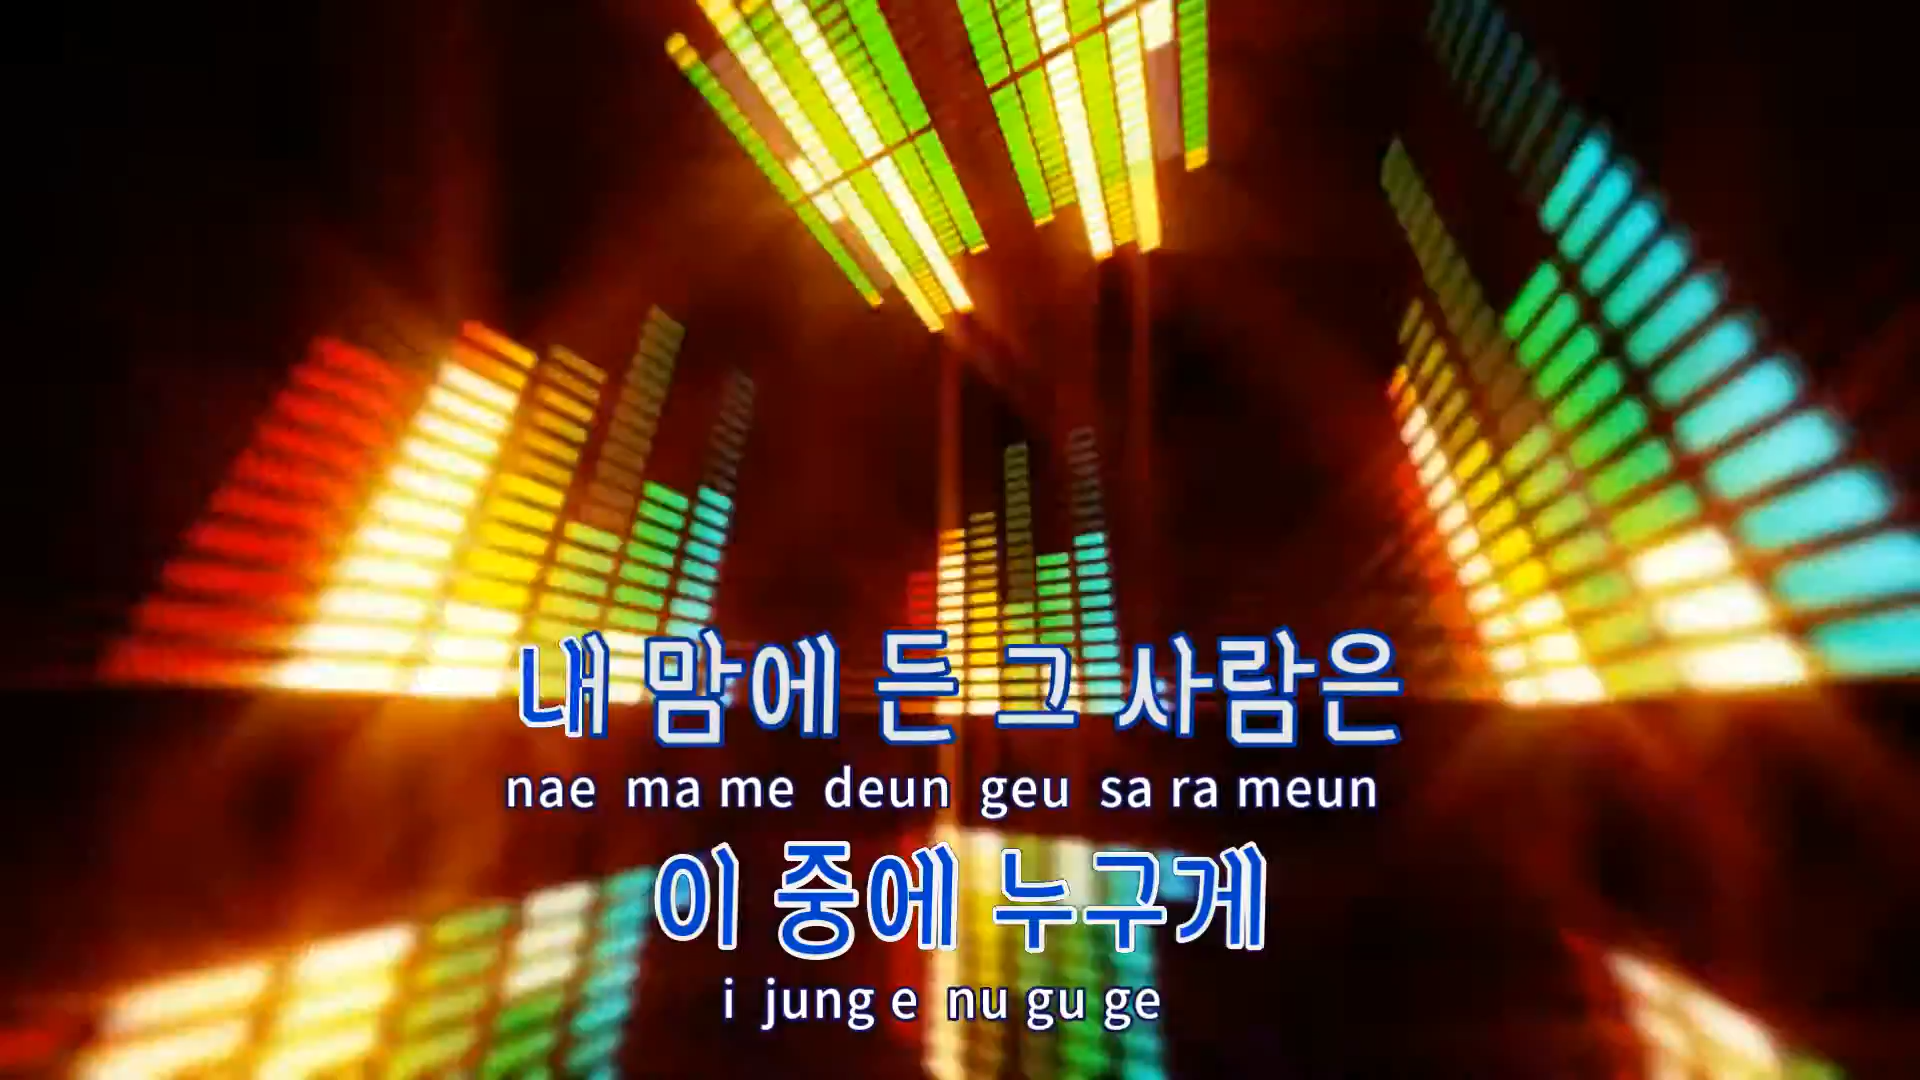 내 맘에 든 그 사람은
nae ma me deun geu sa ra meun
이 중에 누구게
i jung e nu gu ge